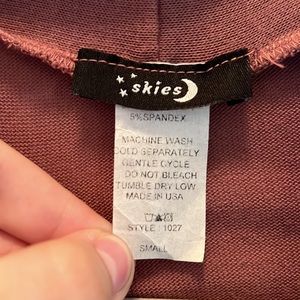 skies
5% SPANDEX
MACHINE WASH
COLD SEPARATELY
GENTLE CYCLE
DO NOT BLEACH
TUMBLE DRY LOW
MADE IN USA
STYLE : 1027
SMALL